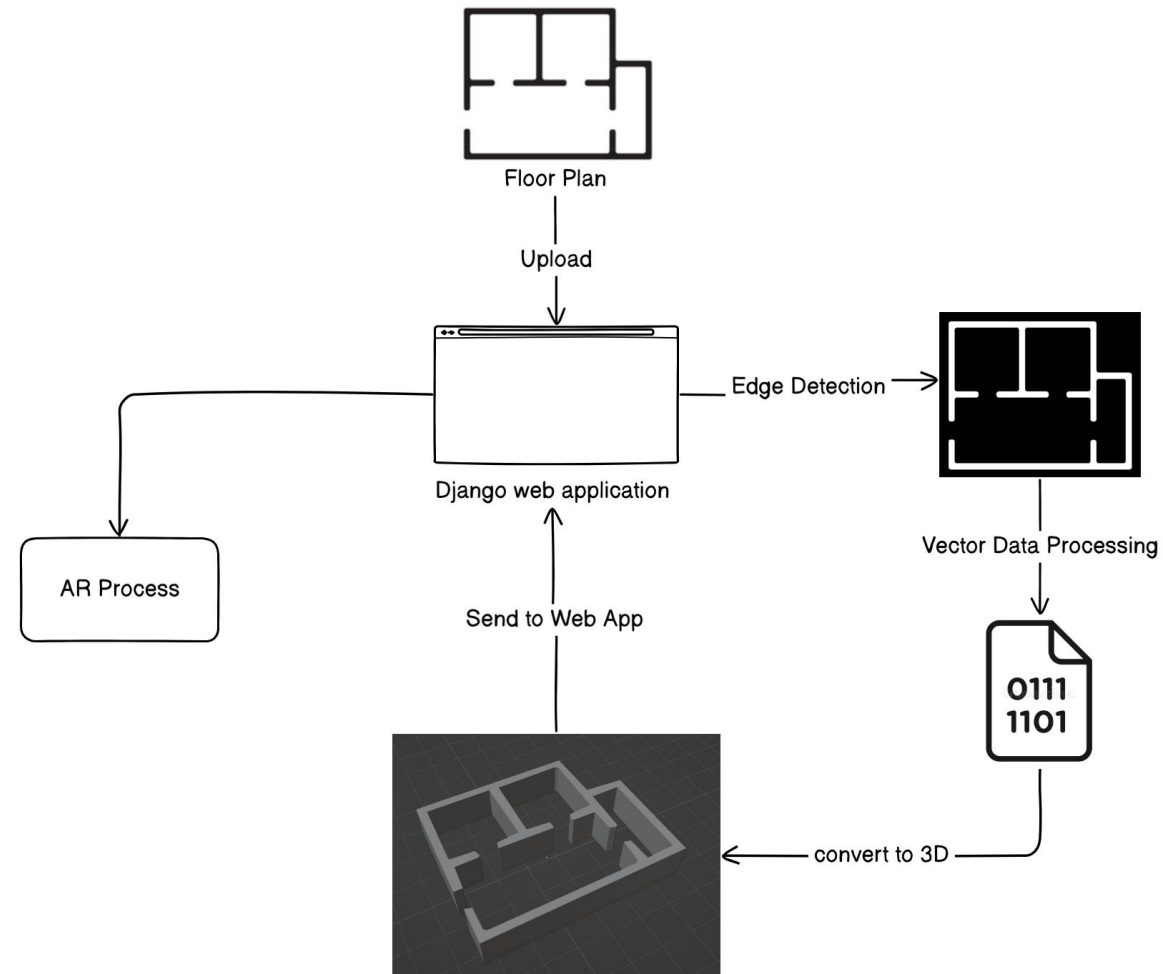 Floor Plan
Upload
Edge Detection
Django web application
Vector Data Processing
AR Process
Send to Web App
0111
1101
convert to 3D